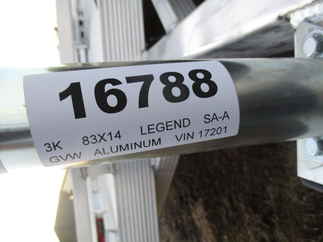 16788
3K 83X14 LEGEND SA-A
GVW ALUMINUM VIN 17201